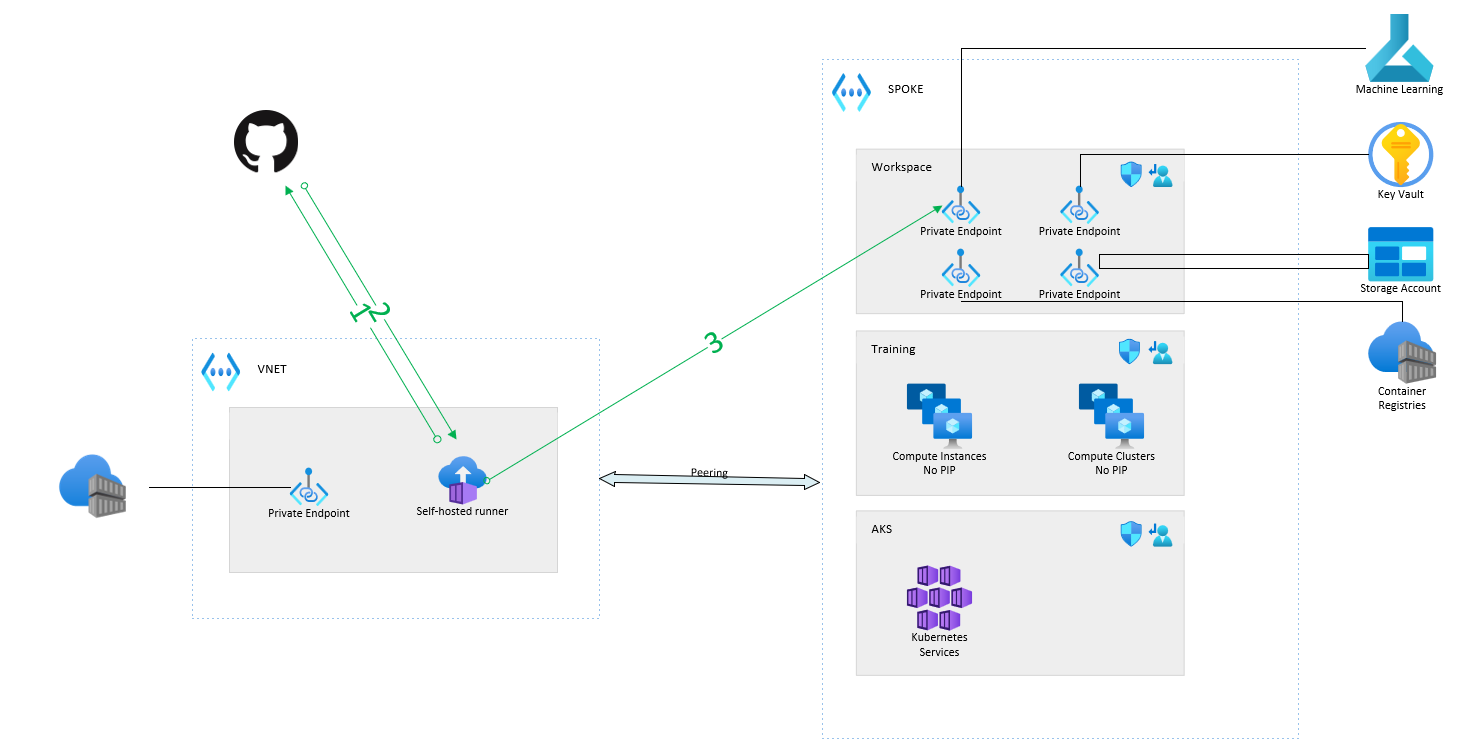 Machine Learning
SPOKE
Workspace
Key Vault
Private Endpoint
Private Endpoint
Private Endpoint
Private Endpoint
Storage Account
1
2
3
Training
VNET
Container
Registries
Compute Instances
No PIP
Compute Clusters
No PIP
Peering
Private Endpoint
Self-hosted runner
AKS
Kubernetes
Services